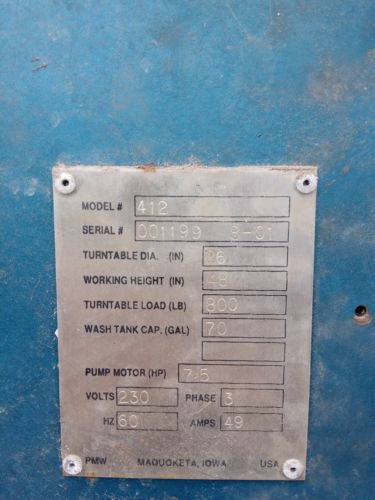 MODEL # 412
SERIAL # 001199 3-01
TURNTABLE DIA. (IN) 26
WORKING HEIGHT (IN) 48
TURNTABLE LOAD (LB) 800
WASH TANK CAP. (GAL) 70
PUMP MOTOR (HP) 7.5
VOLTS 230 PHASE 3
HZ 60 AMPS 49
PMW MAQUOKETA, IOWA USA